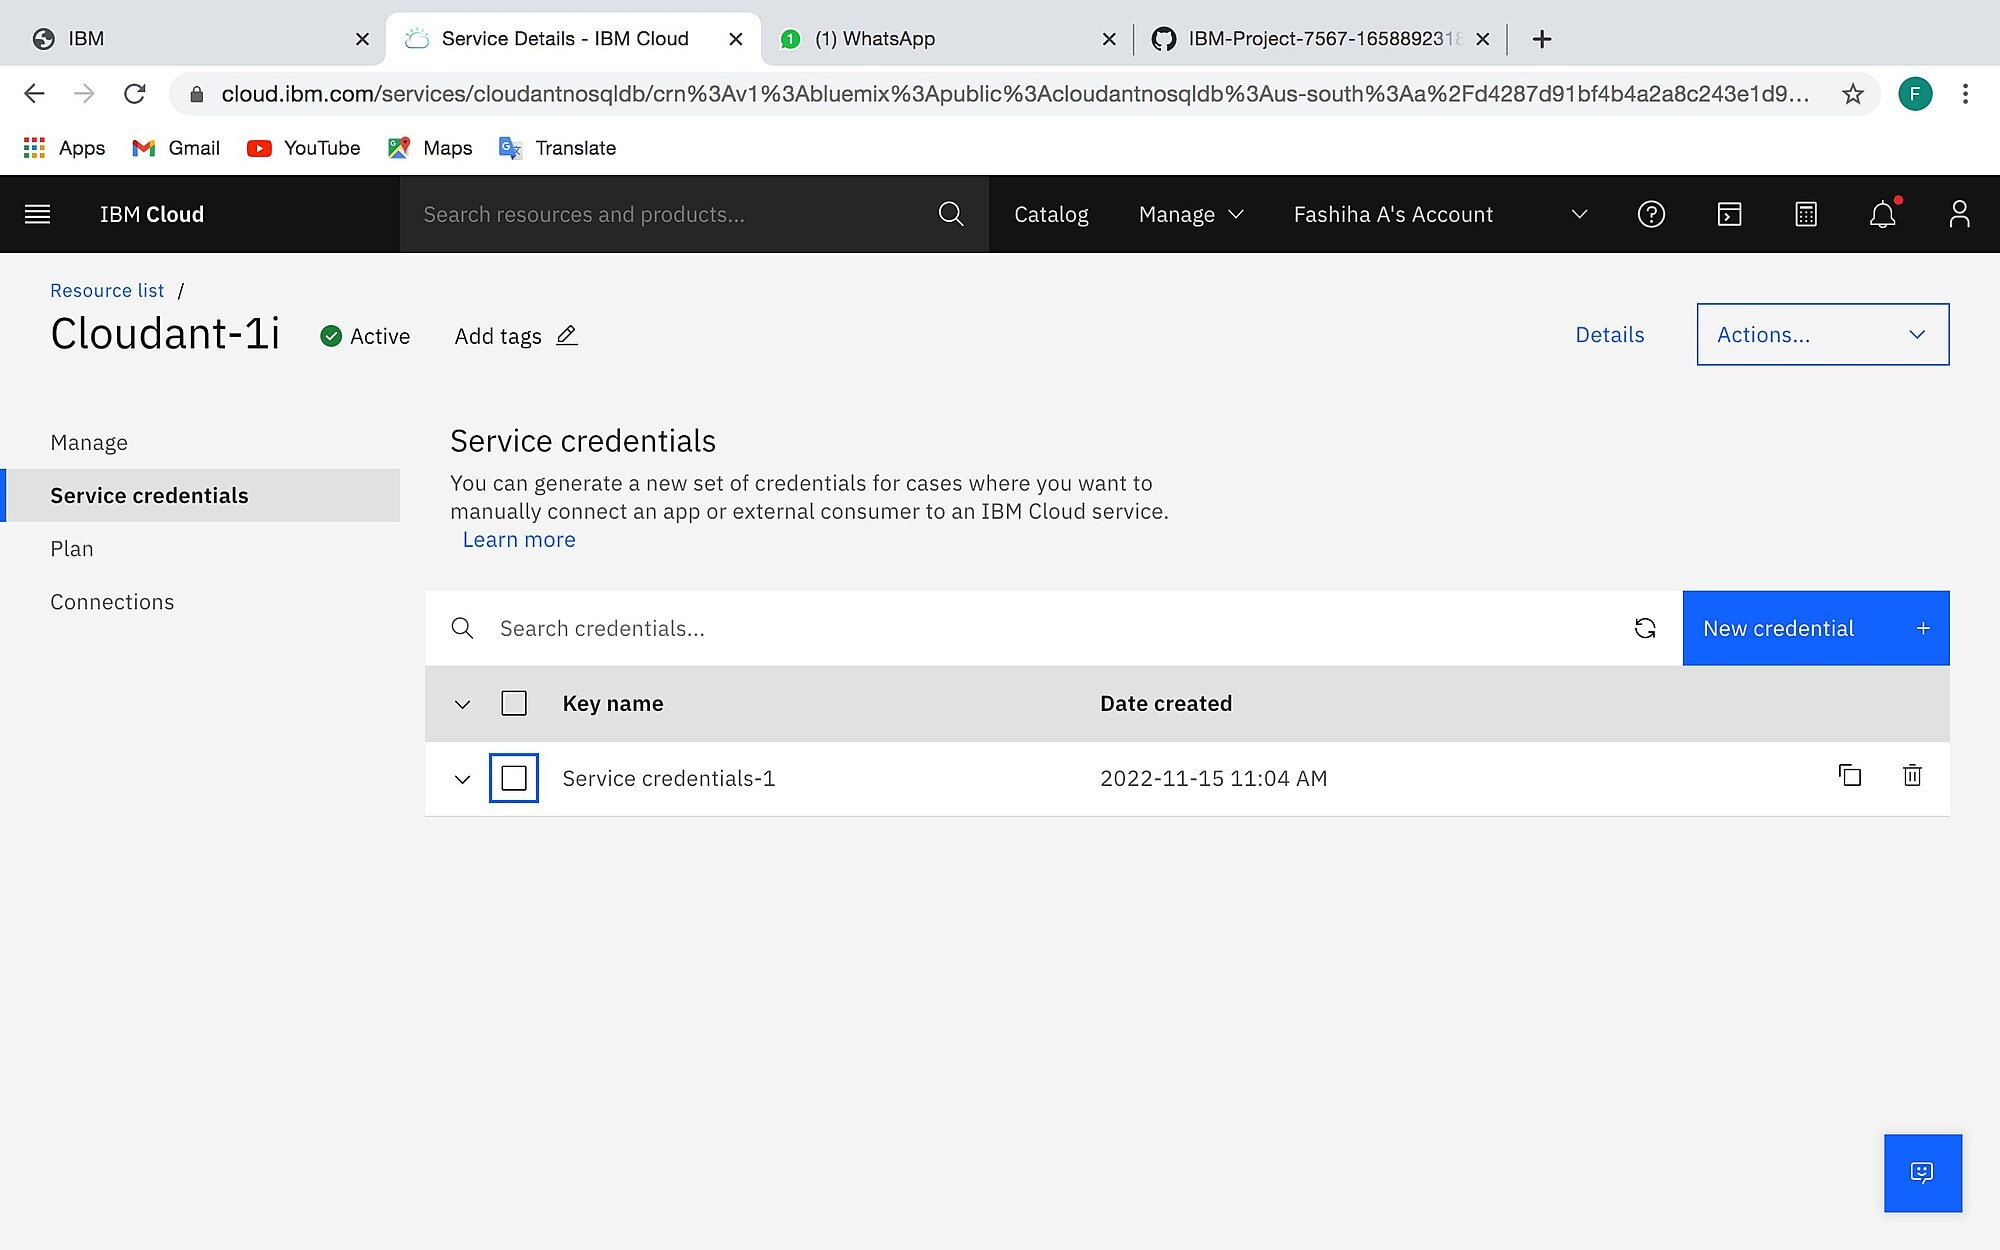 IBM
Service Details - IBM Cloud
(1) WhatsApp
IBM-Project-7567-1658892318
cloud.ibm.com/services/cloudantnosqldb/crn%3Av1%3Abluemix%3Apublic%3Acloudantnosqldb%3Aus-south%3Aa%2Fd4287d91bf4b4a2a8c243e1d9...
F
Apps
Gmail
YouTube
Maps
Translate
IBM Cloud
Search resources and products...
Catalog
Manage
Fashiha A's Account
Resource list /
Cloudant-1i
Active
Add tags
Details
Actions...
Manage
Service credentials
Plan
Connections
Service credentials
You can generate a new set of credentials for cases where you want to
manually connect an app or external consumer to an IBM Cloud service.
Learn more
Search credentials...
New credential +
Key name
Date created
Service credentials-1
2022-11-15 11:04 AM